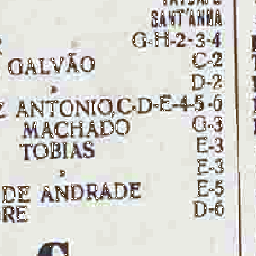 SANT'ANNA
G-H-2-3-4
GALVÃO C-2
" D-2
Z ANTONIO C-D-E-4-5-6
MACHADO G-3
TOBIAS E-3
" E-3
DE ANDRADE E-5
RE D-6